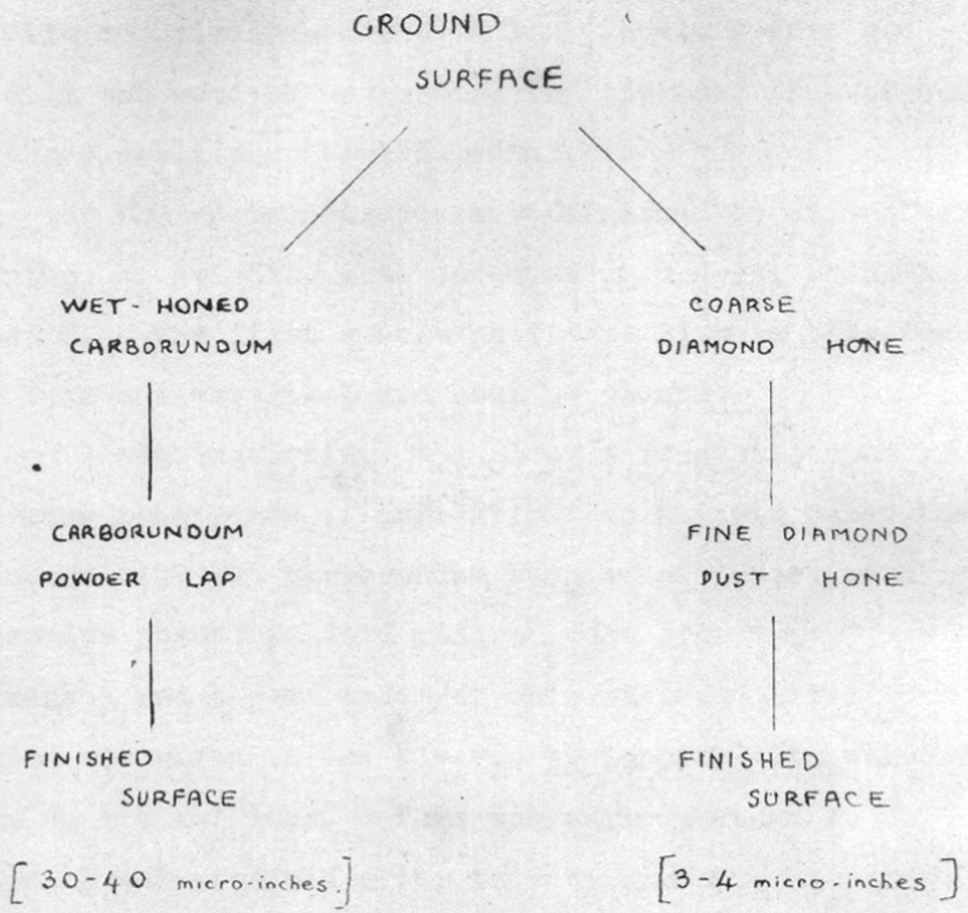 GROUND
SURFACE
WET-HONED
CARBORUNDUM
CARBORUNDUM
POWDER LAP
FINISHED
SURFACE
[30-40 micro-inches.]
COARSE
DIAMOND HONE
FINE DIAMOND
DUST HONE
FINISHED
SURFACE
[3-4 micro-inches.]